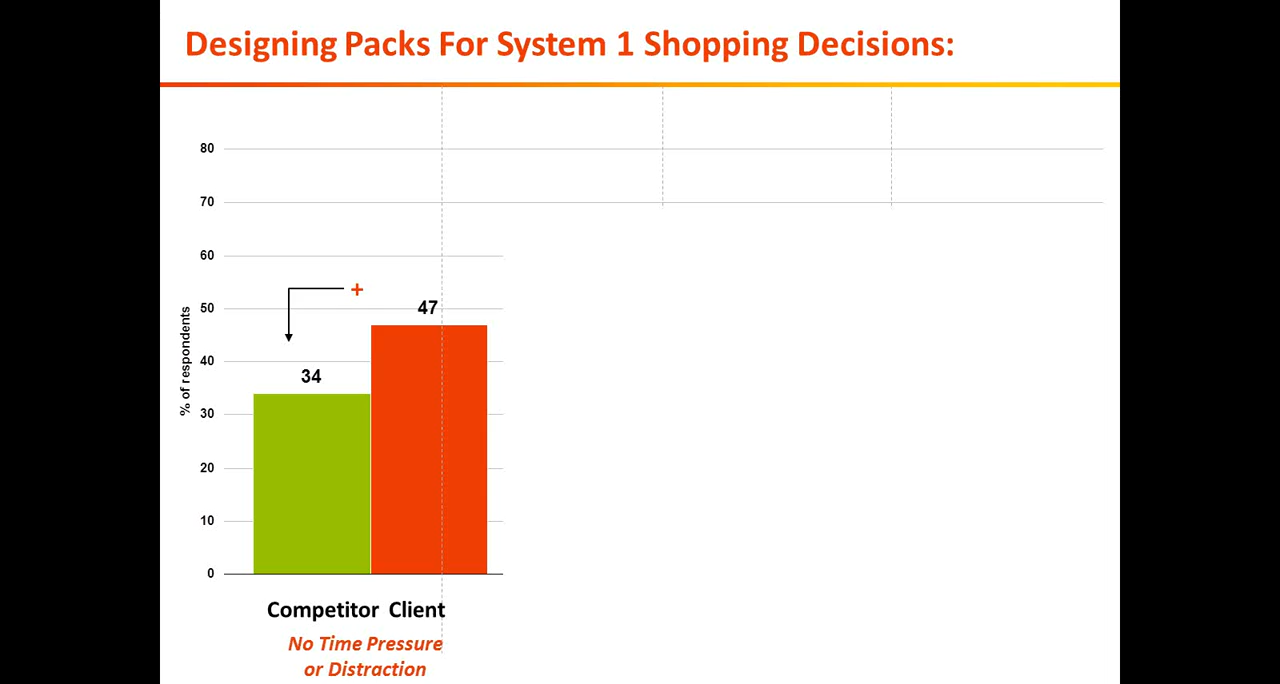 Designing Packs For System 1 Shopping Decisions:
80
70
60
50
40
30
20
10
0
% of respondents
+
47
34
Competitor Client
No Time Pressure
or Distraction